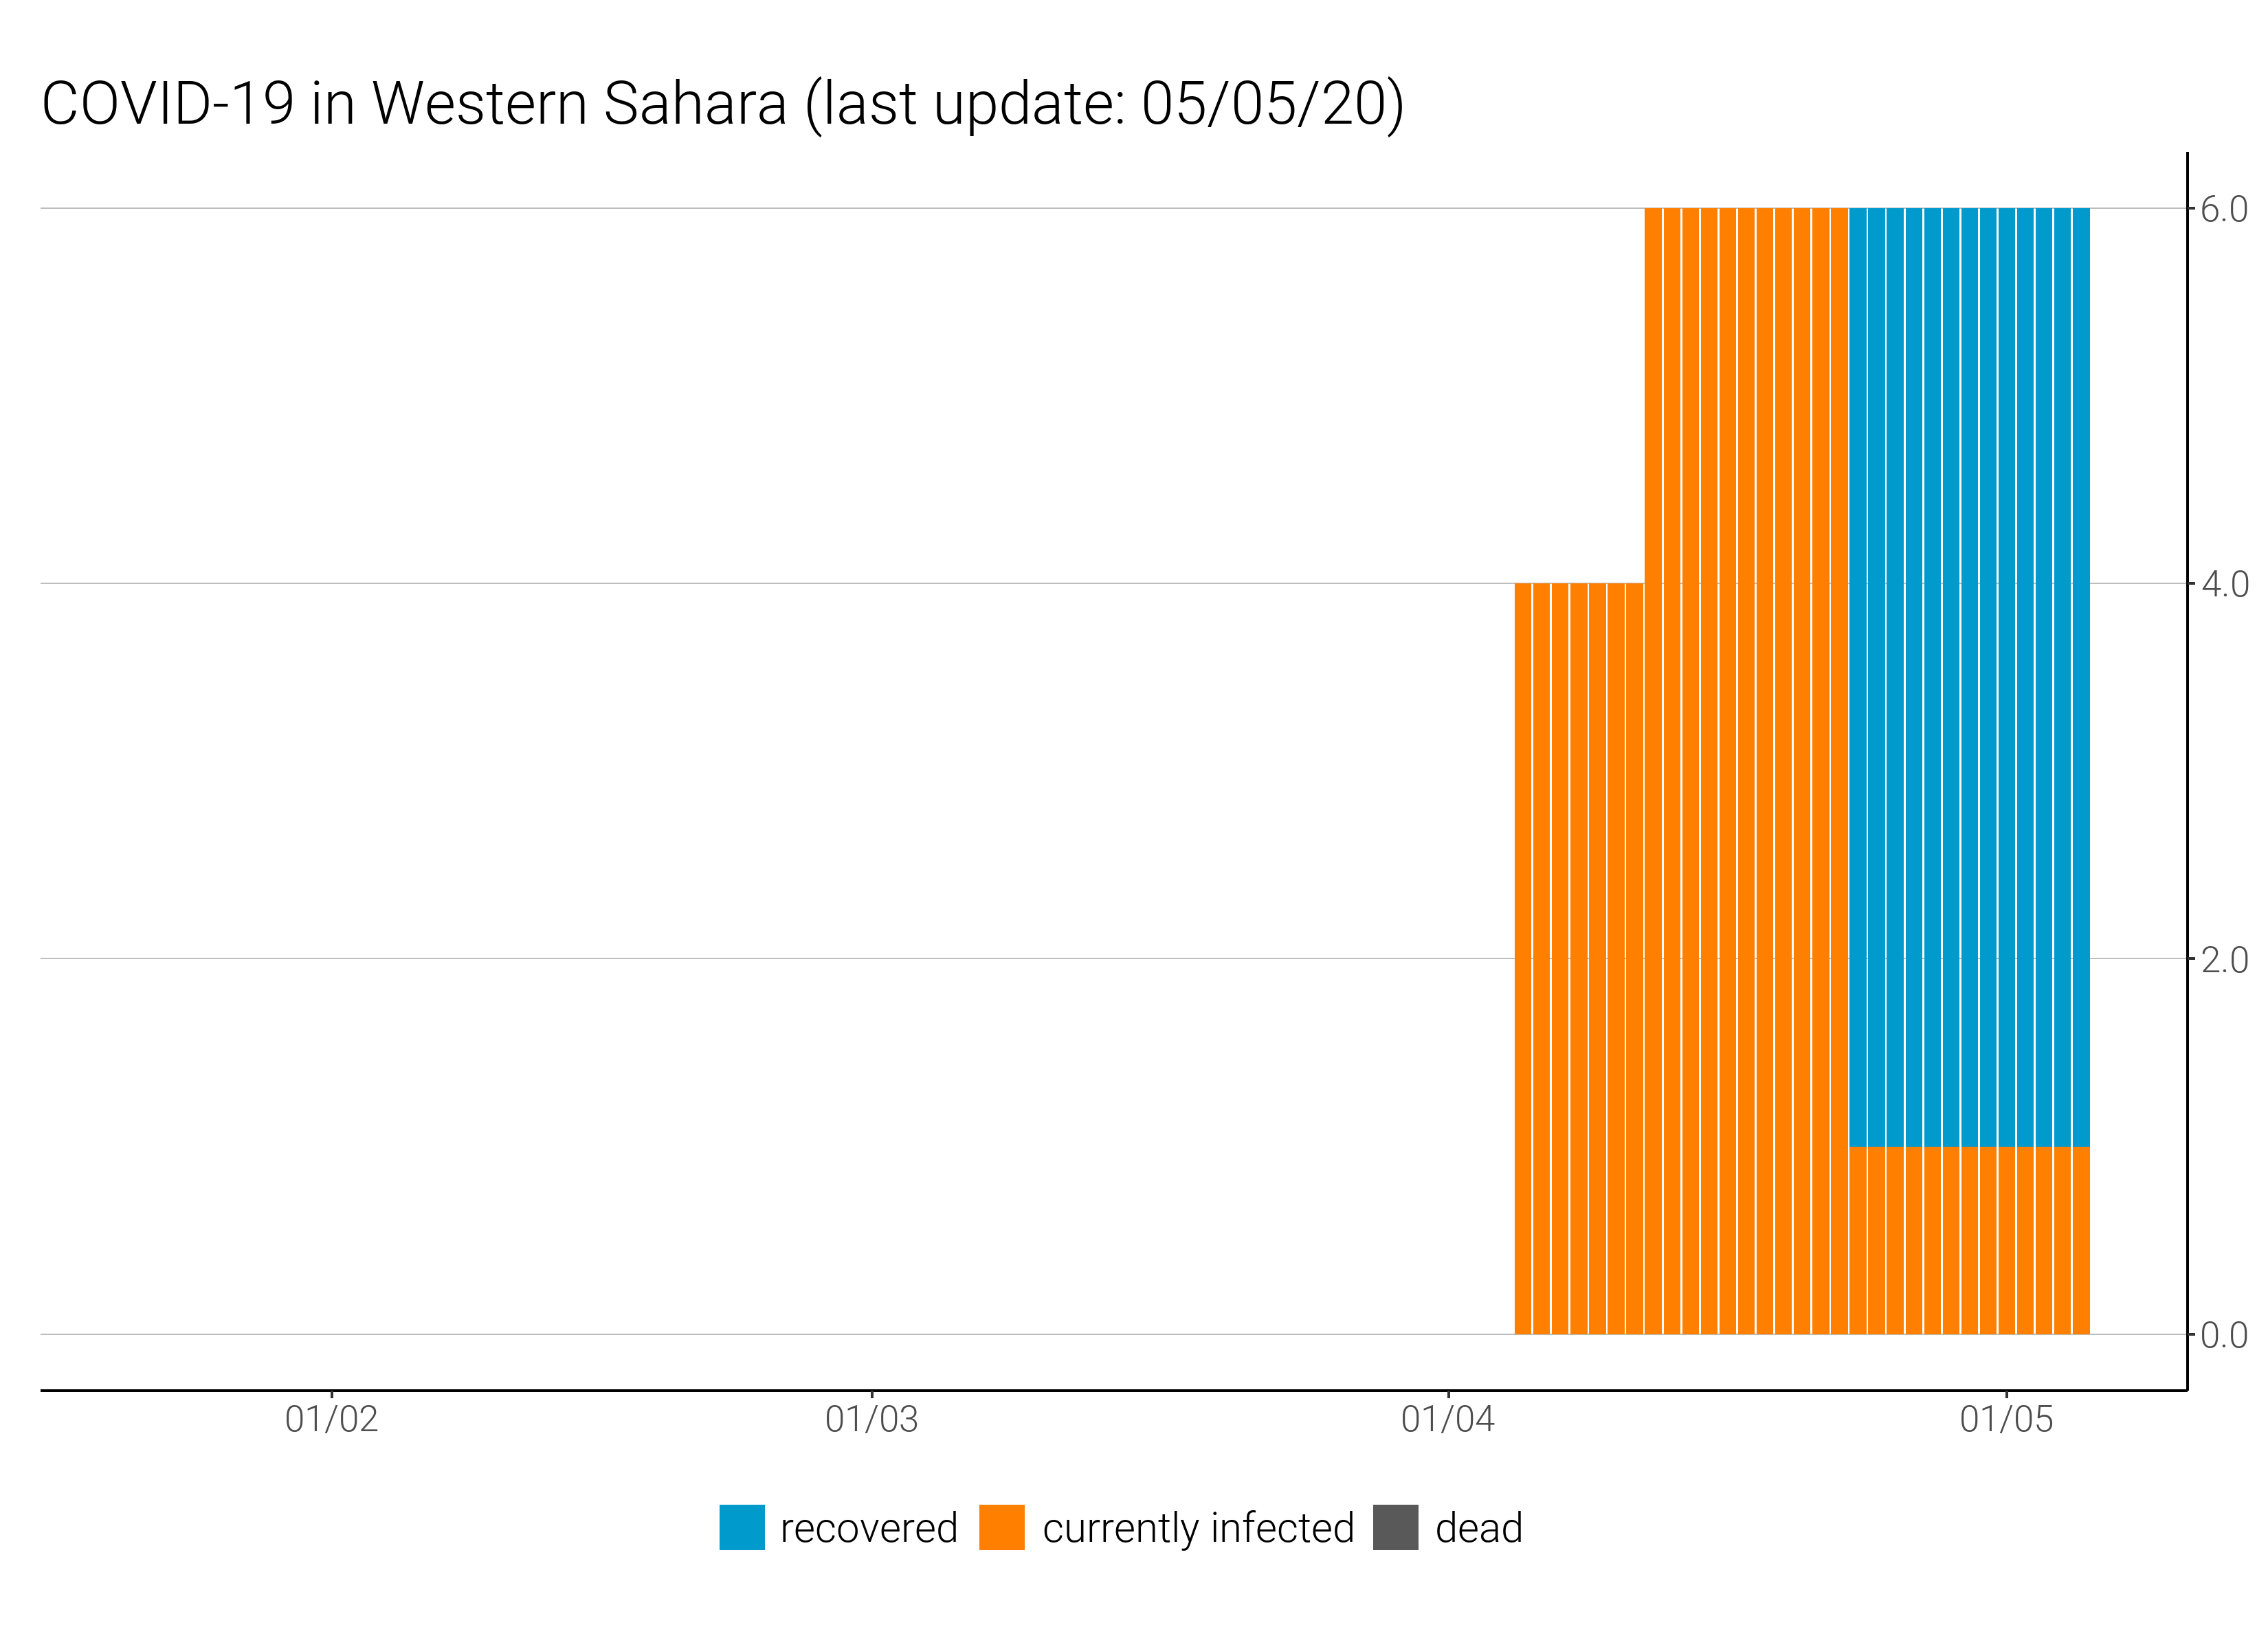 COVID-19 in Western Sahara (last update: 05/05/20)
6.0
4.0
2.0
0.0
01/02 01/03 01/04 01/05
recovered currently infected dead